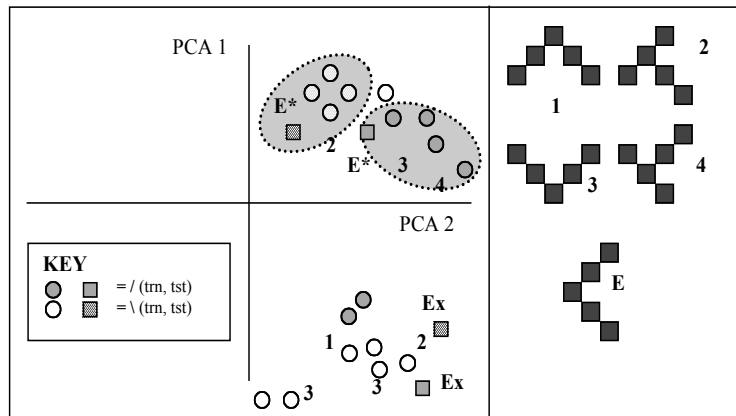 PCA 1
E*
2
E*
3
4
PCA 2
KEY
= / (trn, tst)
= \ (trn, tst)
Ex
1
2
3
Ex
3
2
1
3
4
E